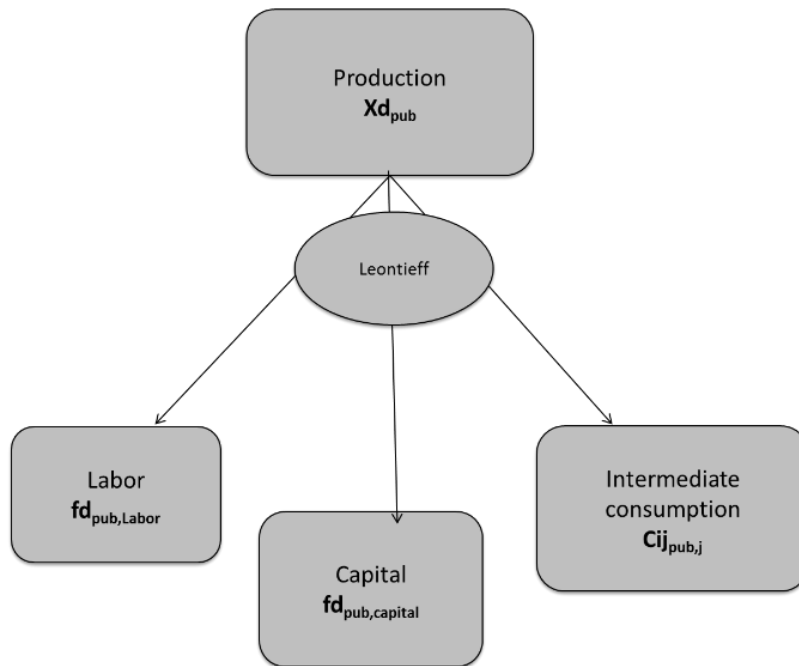 Production
Xd_pub
Leontieff
Labor
fd_pub,Labor
Capital
fd_pub,capital
Intermediate
consumption
Cij_pub,j